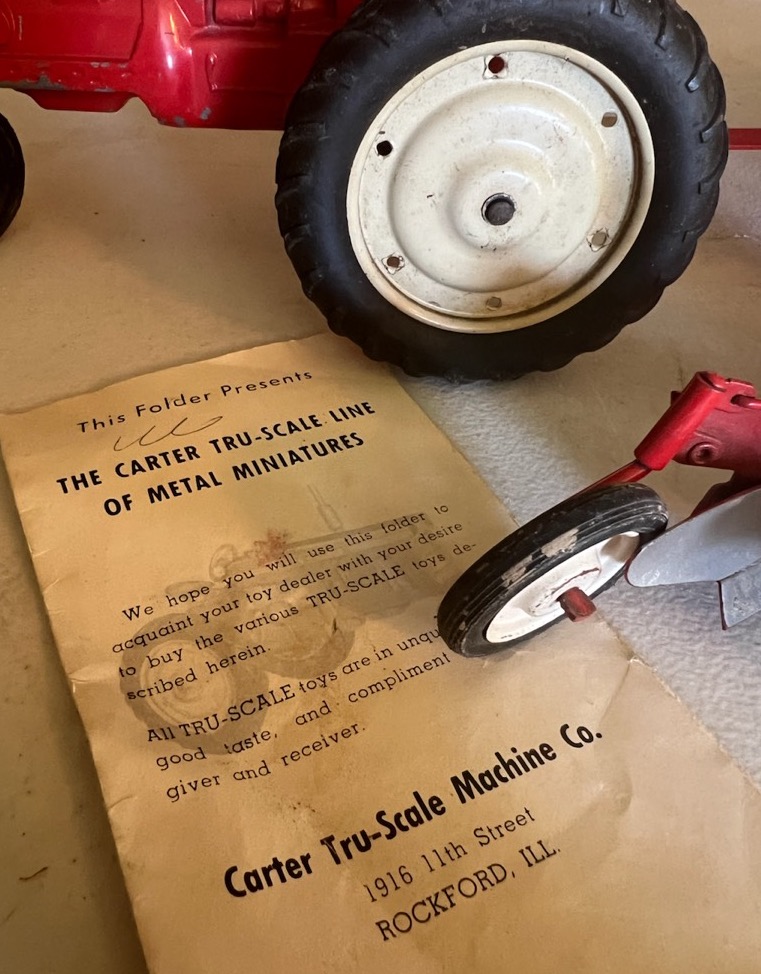 This Folder Presents
THE CARTER TRU-SCALE LINE
OF METAL MINIATURES
We hope you will use this folder to
acquaint your toy dealer with your desire
to buy the various TRU-SCALE toys de-
scribed herein.
All TRU-SCALE toys are in unqu
good taste, and compliment
giver and receiver.
Carter Tru-Scale Machine Co.
1916 11th Street
ROCKFORD, ILL.